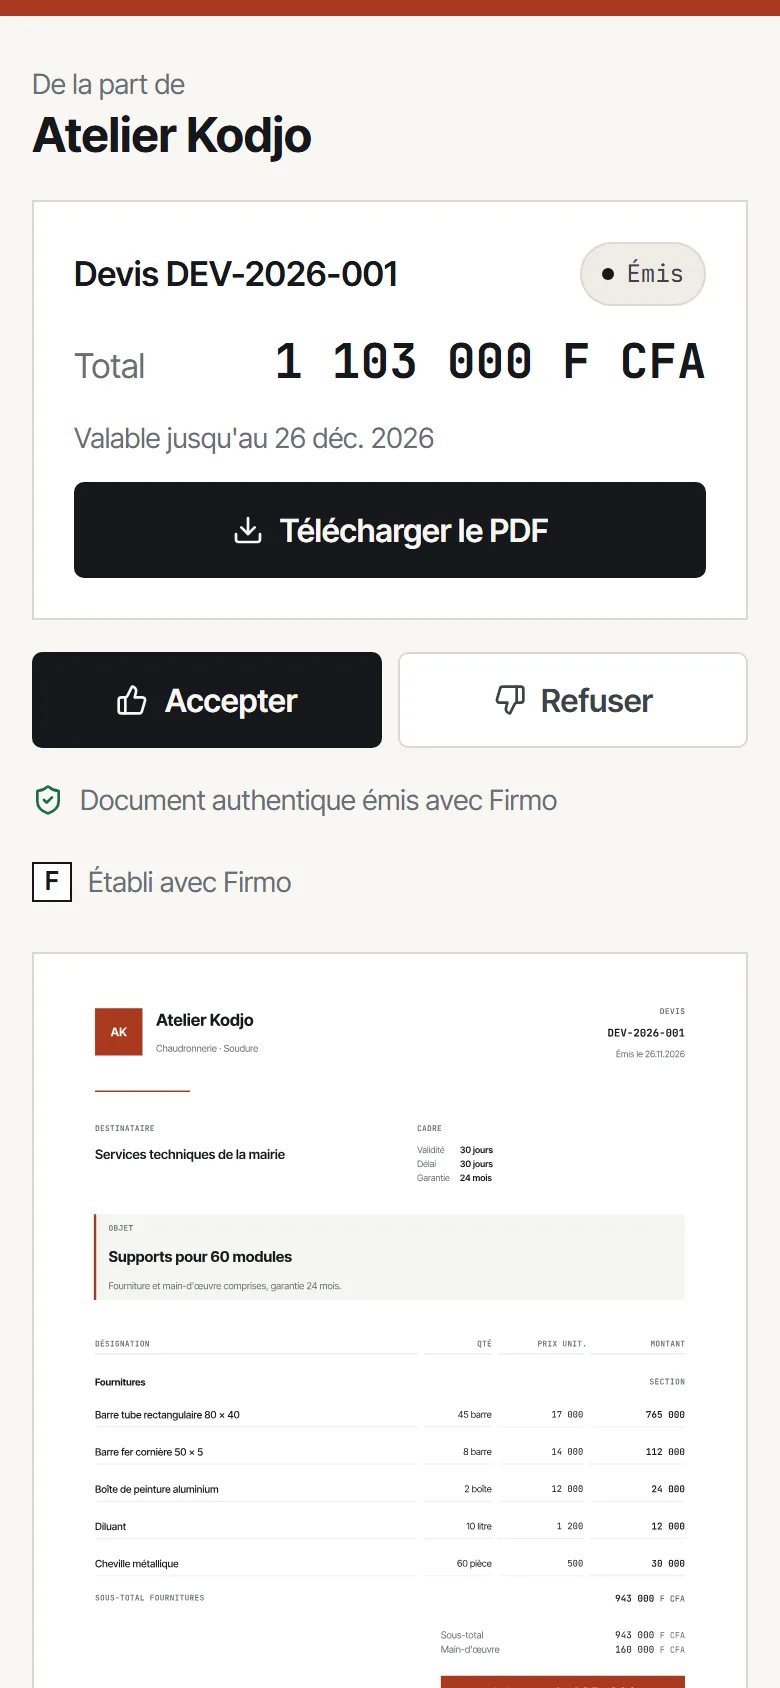 De la part de
Atelier Kodjo
Devis DEV-2026-001
Émis
Total 1 103 000 F CFA
Valable jusqu'au 26 déc. 2026
Télécharger le PDF
Accepter
Refuser
Document authentique émis avec Firmo
F Établi avec Firmo
AK
Atelier Kodjo
Chaudronnerie · Soudure
DEVIS
DEV-2026-001
Émis le 26.11.2026
DESTINATAIRE
Services techniques de la mairie
CADRE
Validité 30 jours
Délai 30 jours
Garantie 24 mois
OBJET
Supports pour 60 modules
Fourniture et main-d'œuvre comprises, garantie 24 mois.
DÉSIGNATION QTÉ PRIX UNIT. MONTANT
Fournitures SECTION
Barre tube rectangulaire 80 × 40 45 barre 17 000 765 000
Barre fer cornière 50 × 5 8 barre 14 000 112 000
Boîte de peinture aluminium 2 boîte 12 000 24 000
Diluant 10 litre 1 200 12 000
Cheville métallique 60 pièce 500 30 000
SOUS-TOTAL FOURNITURES 943 000 F CFA
Sous-total 943 000 F CFA
Main-d'œuvre 160 000 F CFA